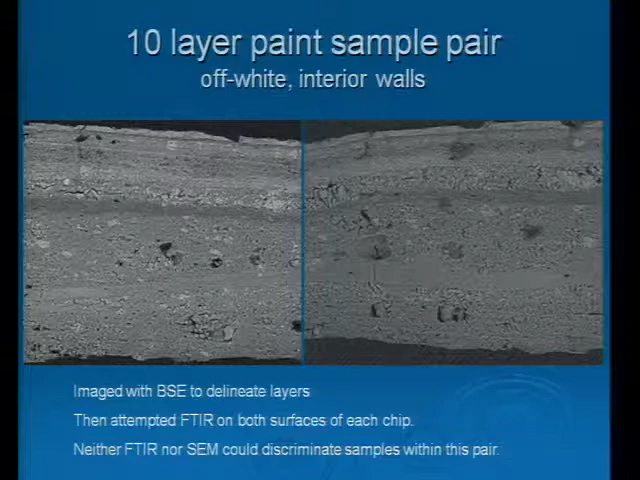 10 layer paint sample pair
off-white, interior walls
Imaged with BSE to delineate layers
Then attempted FTIR on both surfaces of each chip.
Neither FTIR nor SEM could discriminate samples within this pair.